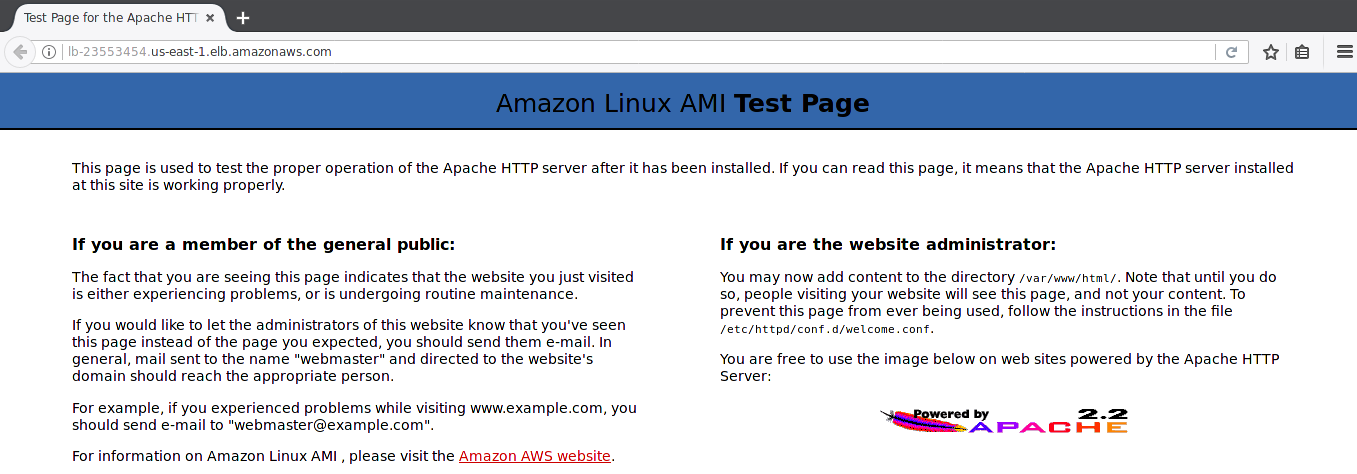 Test Page for the Apache HTT
lb-23553454.us-east-1.elb.amazonaws.com
Amazon Linux AMI Test Page
This page is used to test the proper operation of the Apache HTTP server after it has been installed. If you can read this page, it means that the Apache HTTP server installed
at this site is working properly.
If you are a member of the general public:
The fact that you are seeing this page indicates that the website you just visited
is either experiencing problems, or is undergoing routine maintenance.
If you would like to let the administrators of this website know that you've seen
this page instead of the page you expected, you should send them e-mail. In
general, mail sent to the name "webmaster" and directed to the website's
domain should reach the appropriate person.
For example, if you experienced problems while visiting www.example.com, you
should send e-mail to "webmaster@example.com".
For information on Amazon Linux AMI , please visit the Amazon AWS website.
If you are the website administrator:
You may now add content to the directory /var/www/html/. Note that until you do
so, people visiting your website will see this page, and not your content. To
prevent this page from ever being used, follow the instructions in the file
/etc/httpd/conf.d/welcome.conf.
You are free to use the image below on web sites powered by the Apache HTTP
Server:
Powered by 2.2
APACHE